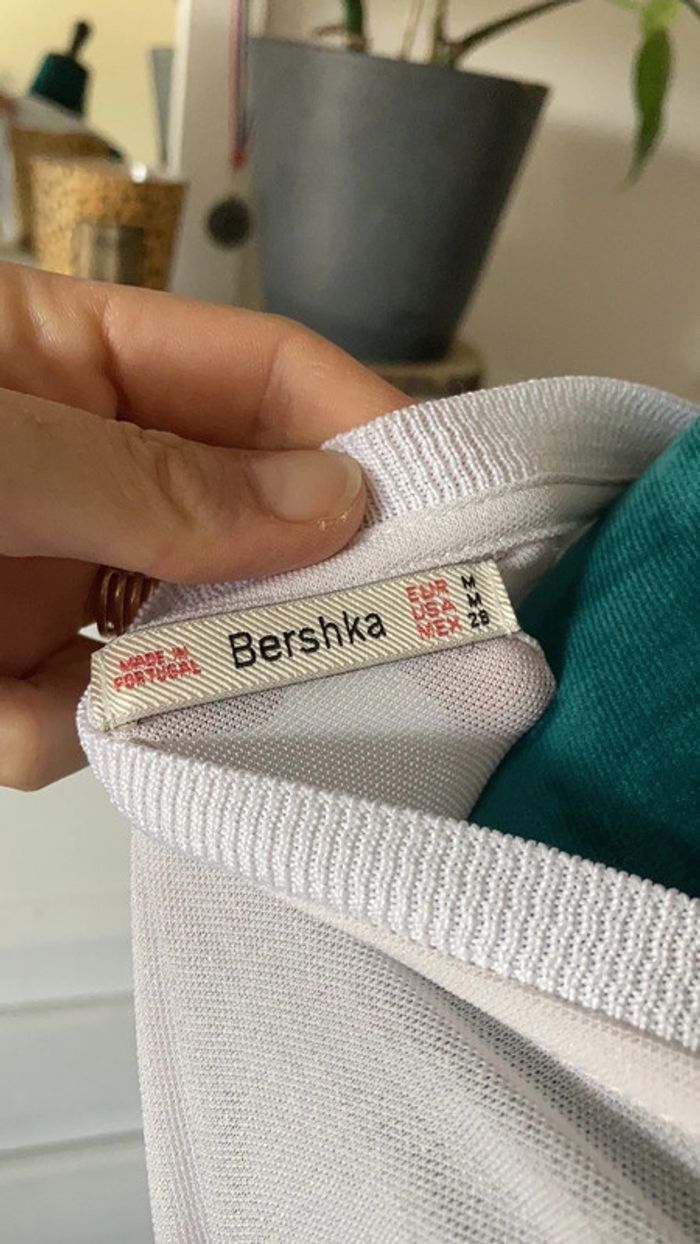 MADE IN
PORTUGAL
Bershka
EUR M
USA M
MEX 28